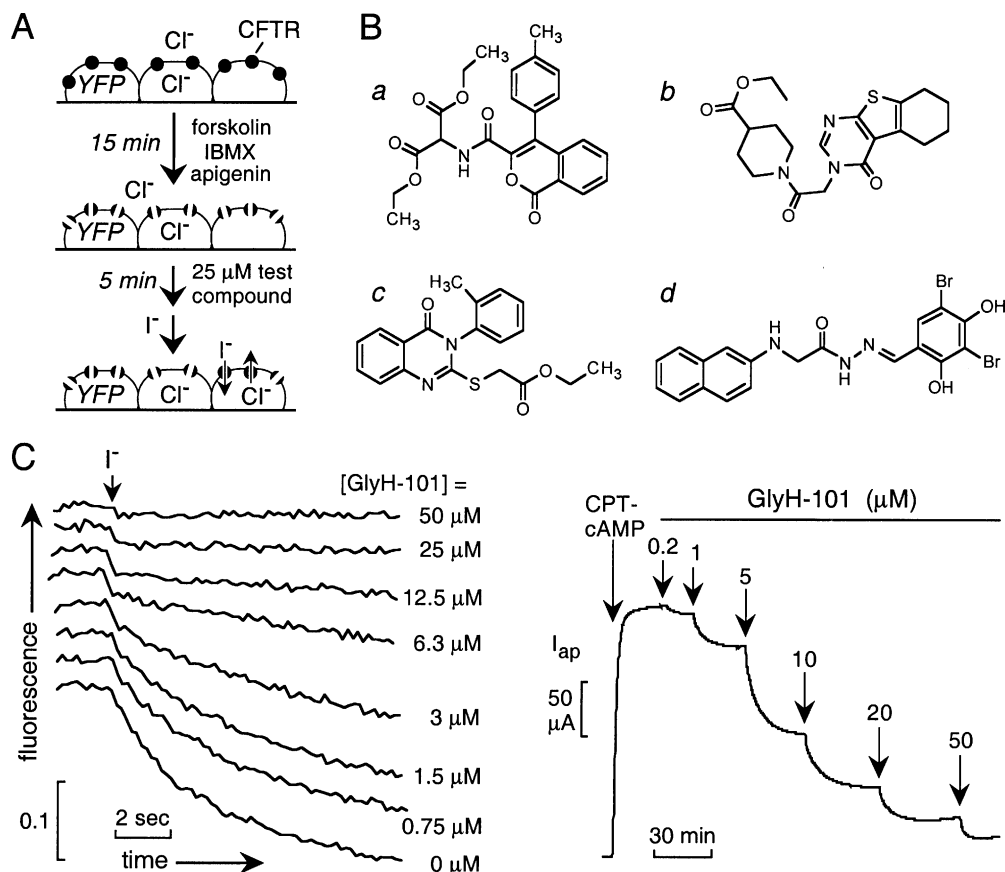 A
Cl-
CFTR
YFP
Cl-
15 min
forskolin
IBMX
apigenin
Cl-
YFP
Cl-
5 min
25 μM test
compound
I-
I-
YFP
Cl-
Cl-
B
a
CH3
CH3
O
O
O
O
N
H
O
O
O
CH3
b
O
O
N
O
N
N
S
O
c
O
CH3
N
N
S
O
O
CH3
d
H
N
O
N
H
N
Br
OH
Br
OH
C
I-
[GlyH-101] =
50 μM
25 μM
12.5 μM
6.3 μM
3 μM
1.5 μM
0.75 μM
0 μM
fluorescence
0.1
2 sec
time
CPT-
cAMP
GlyH-101 (μM)
0.2
1
5
10
20
50
Iap
50
μA
30 min